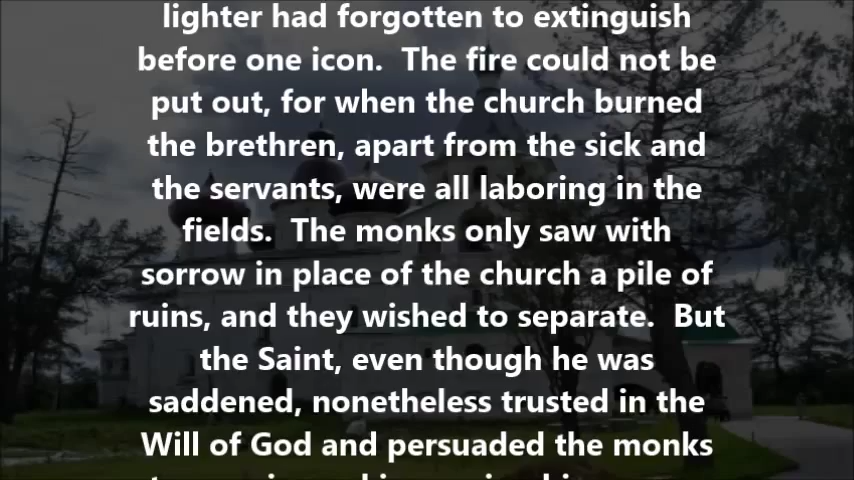 lighter had forgotten to extinguish
before one icon.  The fire could not be
put out, for when the church burned
the brethren, apart from the sick and
the servants, were all laboring in the
fields.  The monks only saw with
sorrow in place of the church a pile of
ruins, and they wished to separate.  But
the Saint, even though he was
saddened, nonetheless trusted in the
Will of God and persuaded the monks